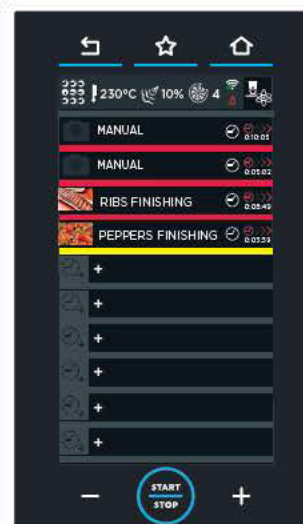 230°C 10% 4
MANUAL 0:10:05
MANUAL 0:05:02
RIBS FINISHING 0:05:49
PEPPERS FINISHING 0:03:59
+
+
+
+
+
+
− START STOP +